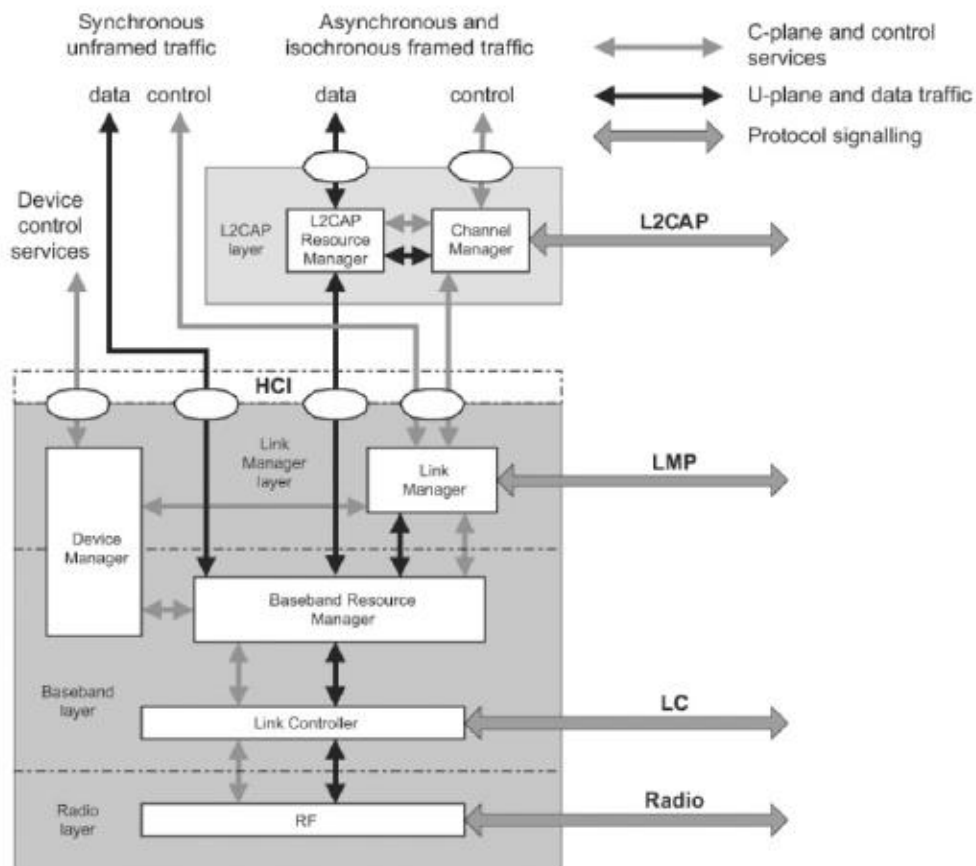 Synchronous
unframed traffic
Asynchronous and
isochronous framed traffic
C-plane and control
services
data control
data
control
U-plane and data traffic
Protocol signalling
Device
control
services
L2CAP
layer
L2CAP
Resource
Manager
Channel
Manager
L2CAP
HCI
Link
Manager
layer
Link
Manager
LMP
Device
Manager
Baseband Resource
Manager
Baseband
layer
Link Controller
LC
Radio
layer
RF
Radio